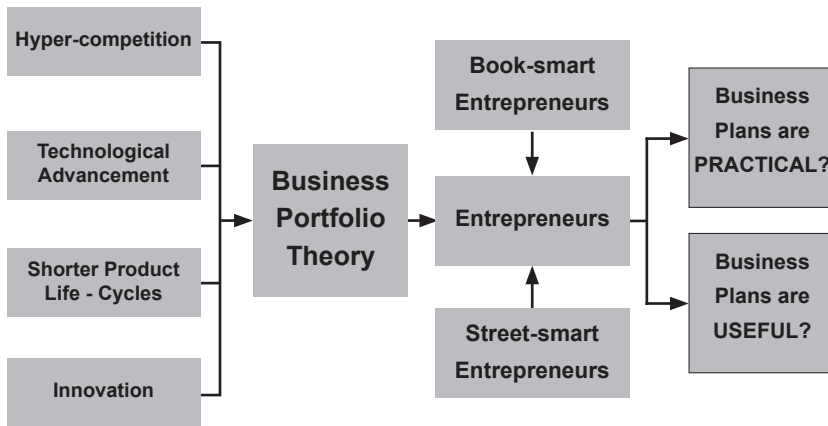 Hyper-competition
Technological
Advancement
Shorter Product
Life - Cycles
Innovation
Business
Portfolio
Theory
Book-smart
Entrepreneurs
Entrepreneurs
Street-smart
Entrepreneurs
Business
Plans are
PRACTICAL?
Business
Plans are
USEFUL?